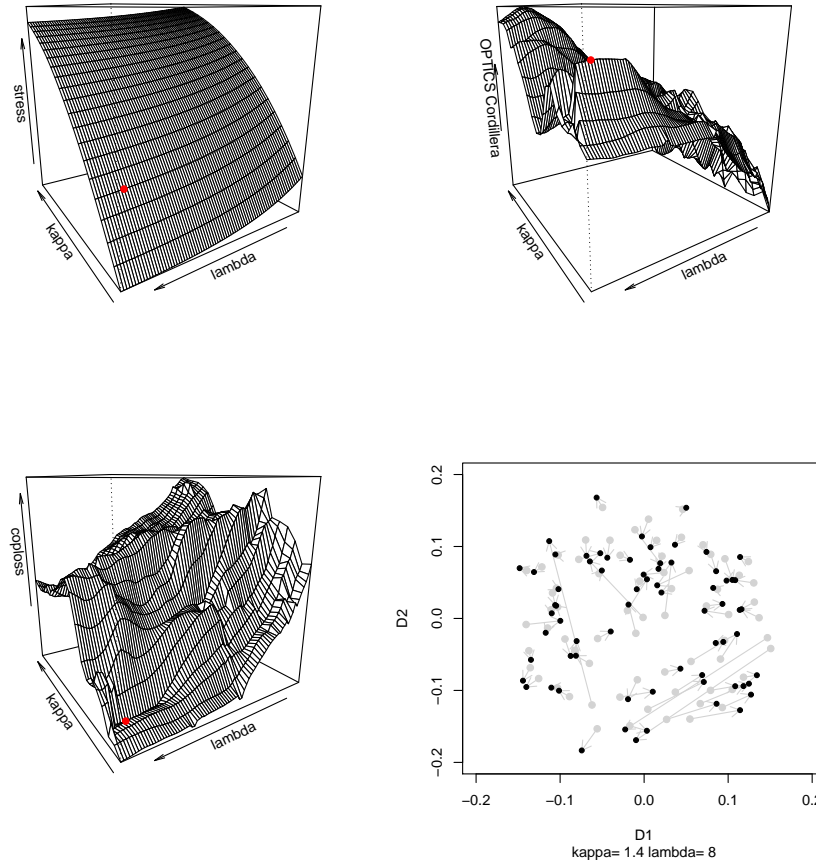 stress
kappa
lambda
OPTICS Cordillera
kappa
lambda
coploss
kappa
lambda
D2
0.2
0.1
0.0
−0.1
−0.2
−0.2
−0.1
0.0
0.1
0.2
D1
kappa= 1.4 lambda= 8